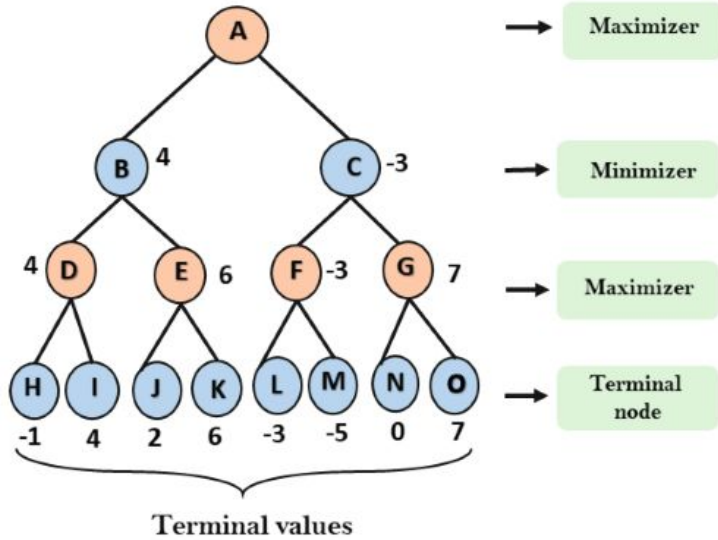 A
Maximizer
B 4
C -3
Minimizer
4 D
E 6
F -3
G 7
Maximizer
H I J K L M N O
Terminal
node
-1 4 2 6 -3 -5 0 7
Terminal values